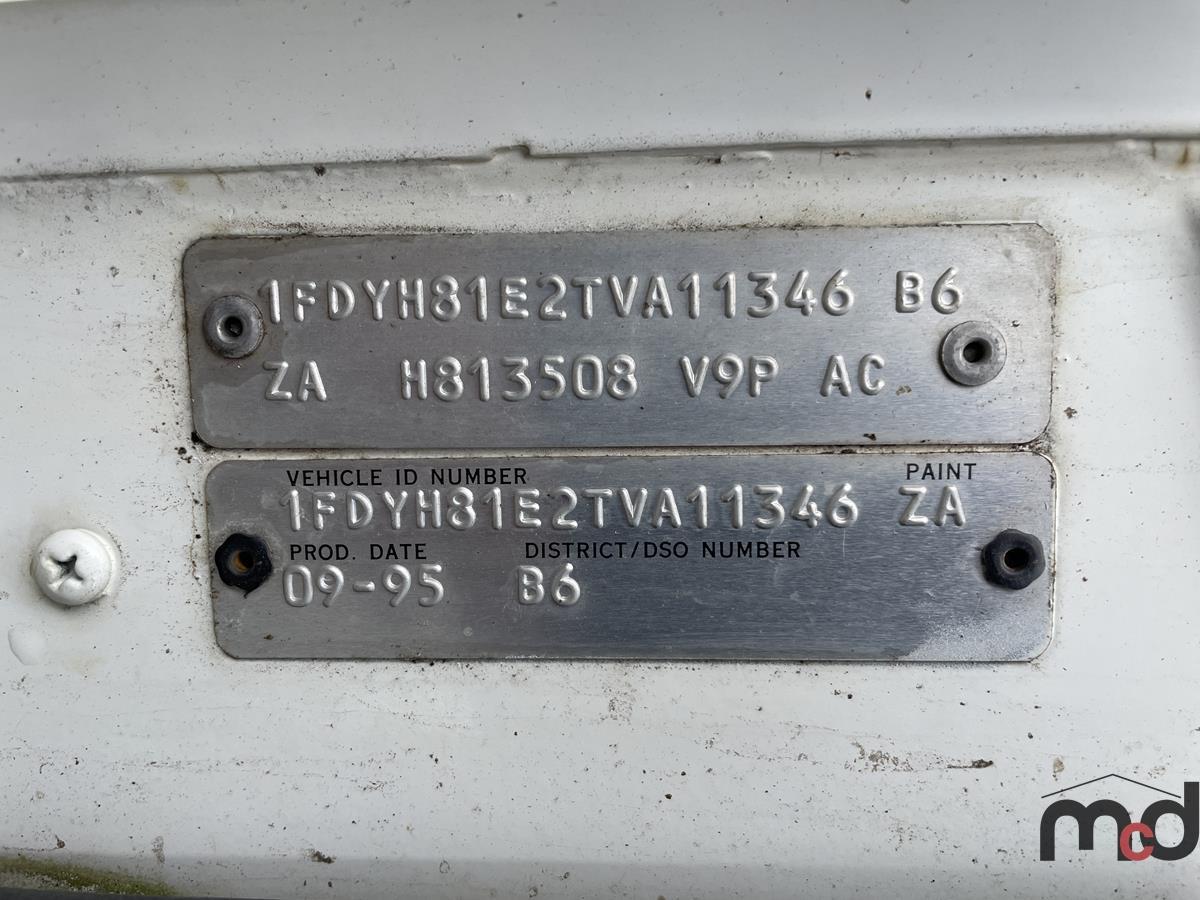 1FDYH81E2TVA11346 B6
ZA H813508 V9P AC
VEHICLE ID NUMBER PAINT
1FDYH81E2TVA11346 ZA
PROD. DATE DISTRICT/DSO NUMBER
09-95 B6
mcd